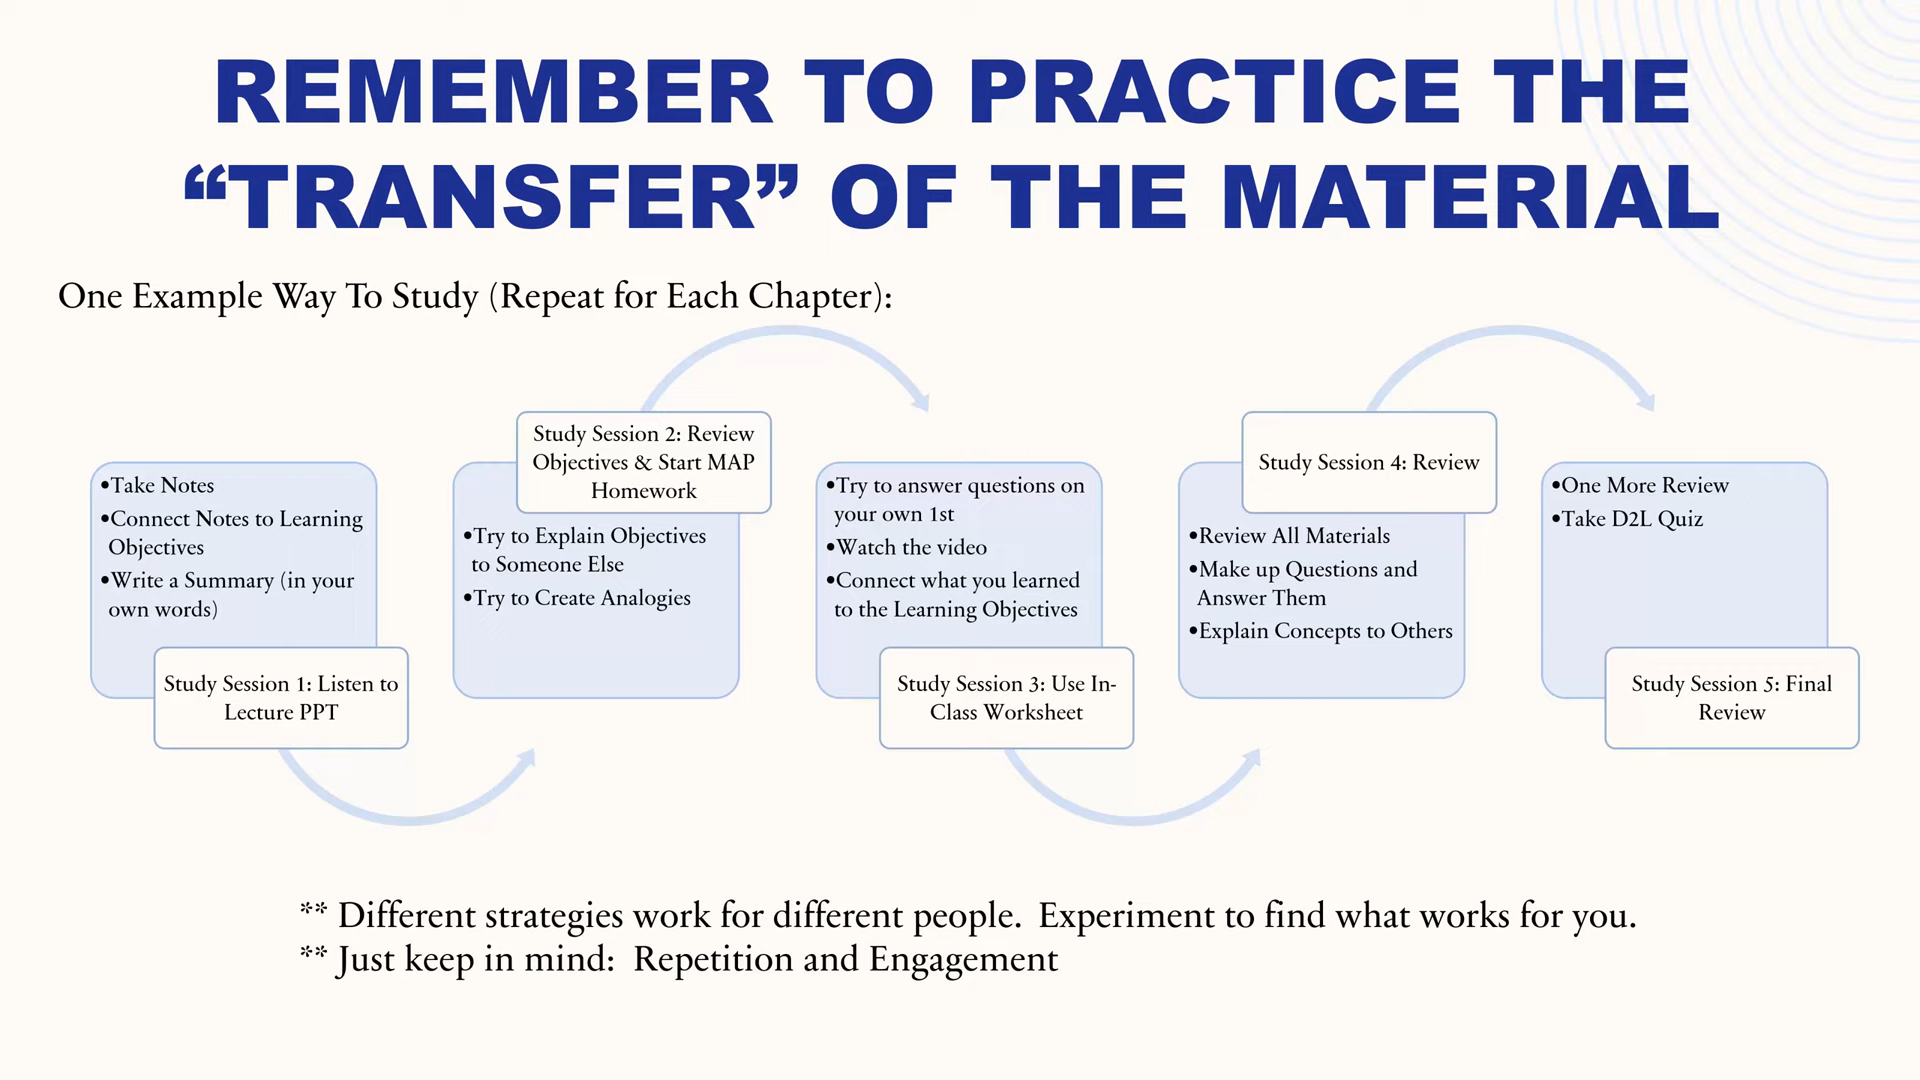 REMEMBER TO PRACTICE THE
“TRANSFER” OF THE MATERIAL
One Example Way To Study (Repeat for Each Chapter):
•Take Notes
•Connect Notes to Learning
Objectives
•Write a Summary (in your
own words)
Study Session 1: Listen to
Lecture PPT
Study Session 2: Review
Objectives & Start MAP
Homework
•Try to Explain Objectives
to Someone Else
•Try to Create Analogies
•Try to answer questions on
your own 1st
•Watch the video
•Connect what you learned
to the Learning Objectives
Study Session 3: Use In-
Class Worksheet
Study Session 4: Review
•Review All Materials
•Make up Questions and
Answer Them
•Explain Concepts to Others
•One More Review
•Take D2L Quiz
Study Session 5: Final
Review
** Different strategies work for different people.  Experiment to find what works for you.
** Just keep in mind:  Repetition and Engagement